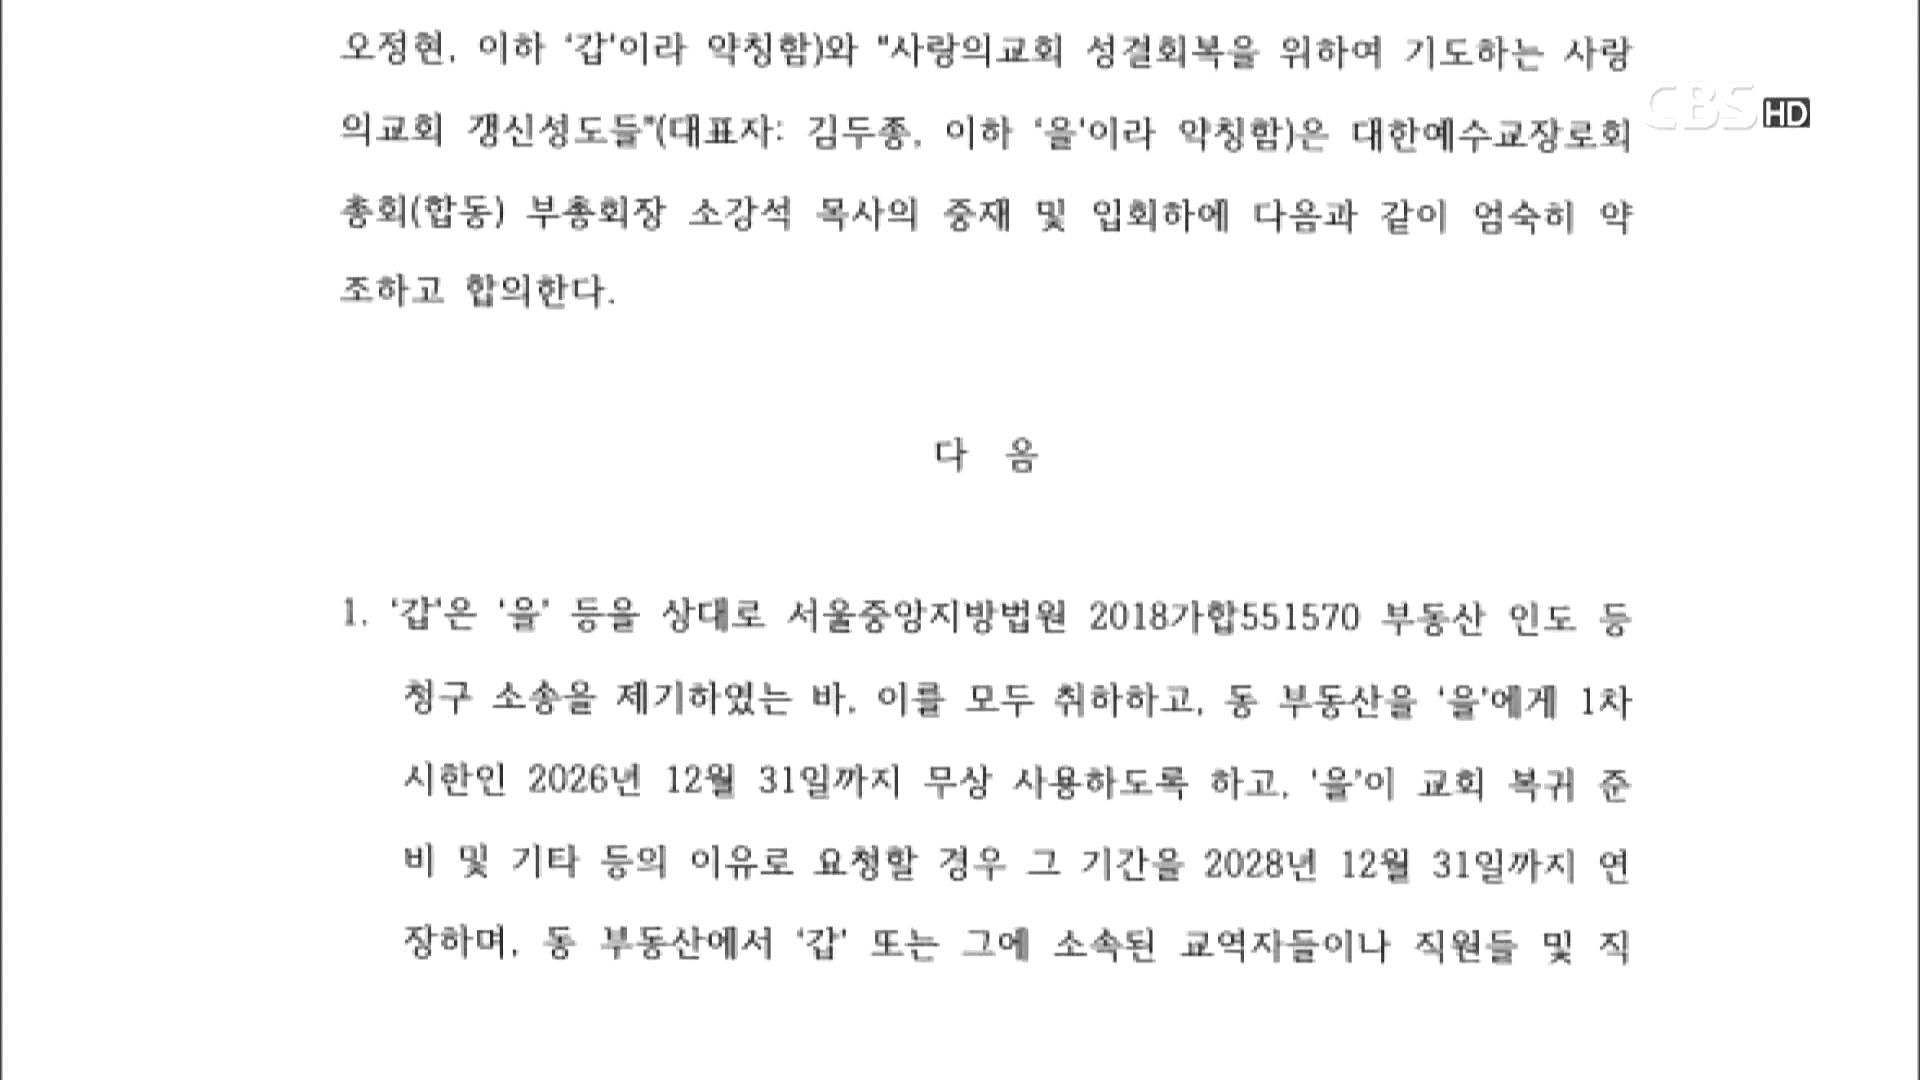 오정현, 이하 '갑'이라 약칭함)와 "사랑의교회 성결회복을 위하여 기도하는 사랑
의교회 갱신성도들"(대표자: 김두종, 이하 '을'이라 약칭함)은 대한예수교장로회
총회(합동) 부총회장 소강석 목사의 중재 및 입회하에 다음과 같이 엄숙히 약
조하고 합의한다.
다 음
1. '갑'은 '을' 등을 상대로 서울중앙지방법원 2018가합551570 부동산 인도 등
청구 소송을 제기하였는 바, 이를 모두 취하하고, 동 부동산을 '을'에게 1차
시한인 2026년 12월 31일까지 무상 사용하도록 하고, '을'이 교회 복귀 준
비 및 기타 등의 이유로 요청할 경우 그 기간을 2028년 12월 31일까지 연
장하며, 동 부동산에서 '갑' 또는 그에 소속된 교역자들이나 직원들 및 직
CBS HD